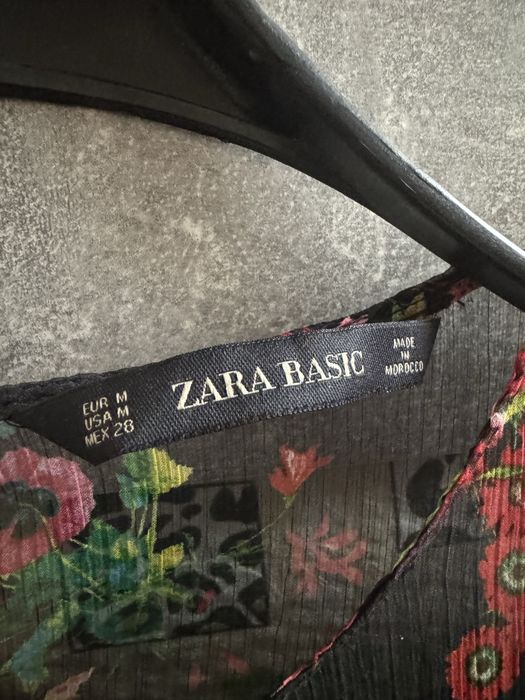 EUR M
USA M
MEX 28
ZARA BASIC
MADE
IN
MOROCCO